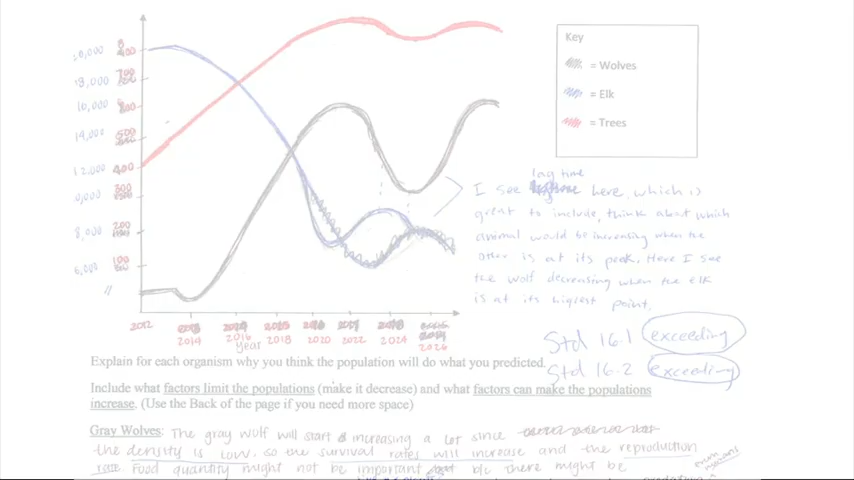 Key
= Wolves
= Elk
= Trees
18,000
16,000
14,000
12,000
8,000
6,000
400
200
100
2012
2014
2016
2018
2020
2022
2024
2026
Year
lag time
I see here, which is
great to include, think about which
animal would be increasing when the
other is at its peak. Here I see
the wolf decreasing when the elk
is at its highest point.
Std 16.1 exceeding
Std 16.2 exceeding
Explain for each organism why you think the population will do what you predicted.
Include what factors limit the populations (make it decrease) and what factors can make the populations
increase. (Use the Back of the page if you need more space)
Gray Wolves: The gray wolf will start increasing a lot since
the density is low, so the survival rates will increase and the reproduction
rate. Food quantity might not be important b/c there might be